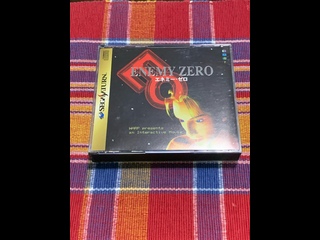 SEGA SATURN
ENEMY ZERO
エネミー・ゼロ
WARP presents
an Interactive Movie